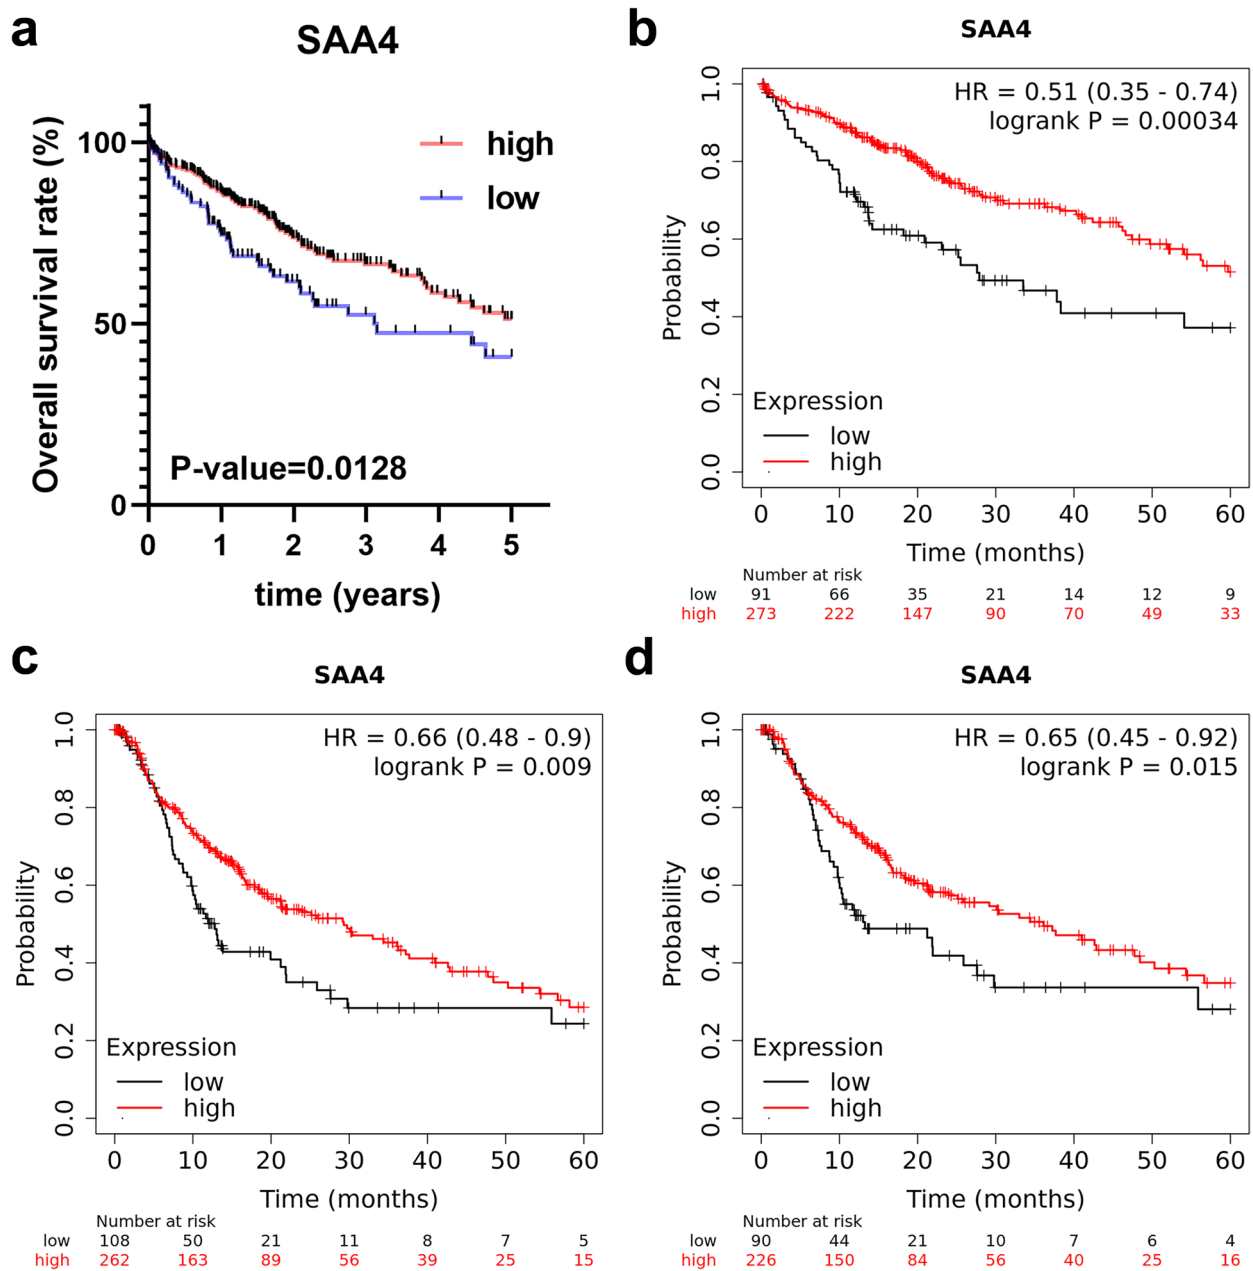 a
SAA4
Overall survival rate (%)
100
50
0
high
low
P-value=0.0128
0 1 2 3 4 5
time (years)
b
SAA4
Probability
1.0
0.8
0.6
0.4
0.2
0.0
HR = 0.51 (0.35 - 0.74)
logrank P = 0.00034
Expression
low
high
0 10 20 30 40 50 60
Time (months)
Number at risk
low 91 66 35 21 14 12 9
high 273 222 147 90 70 49 33
c
SAA4
Probability
1.0
0.8
0.6
0.4
0.2
0.0
HR = 0.66 (0.48 - 0.9)
logrank P = 0.009
Expression
low
high
0 10 20 30 40 50 60
Time (months)
Number at risk
low 108 50 21 11 8 7 5
high 262 163 89 56 39 25 15
d
SAA4
Probability
1.0
0.8
0.6
0.4
0.2
0.0
HR = 0.65 (0.45 - 0.92)
logrank P = 0.015
Expression
low
high
0 10 20 30 40 50 60
Time (months)
Number at risk
low 90 44 21 10 7 6 4
high 226 150 84 56 40 25 16